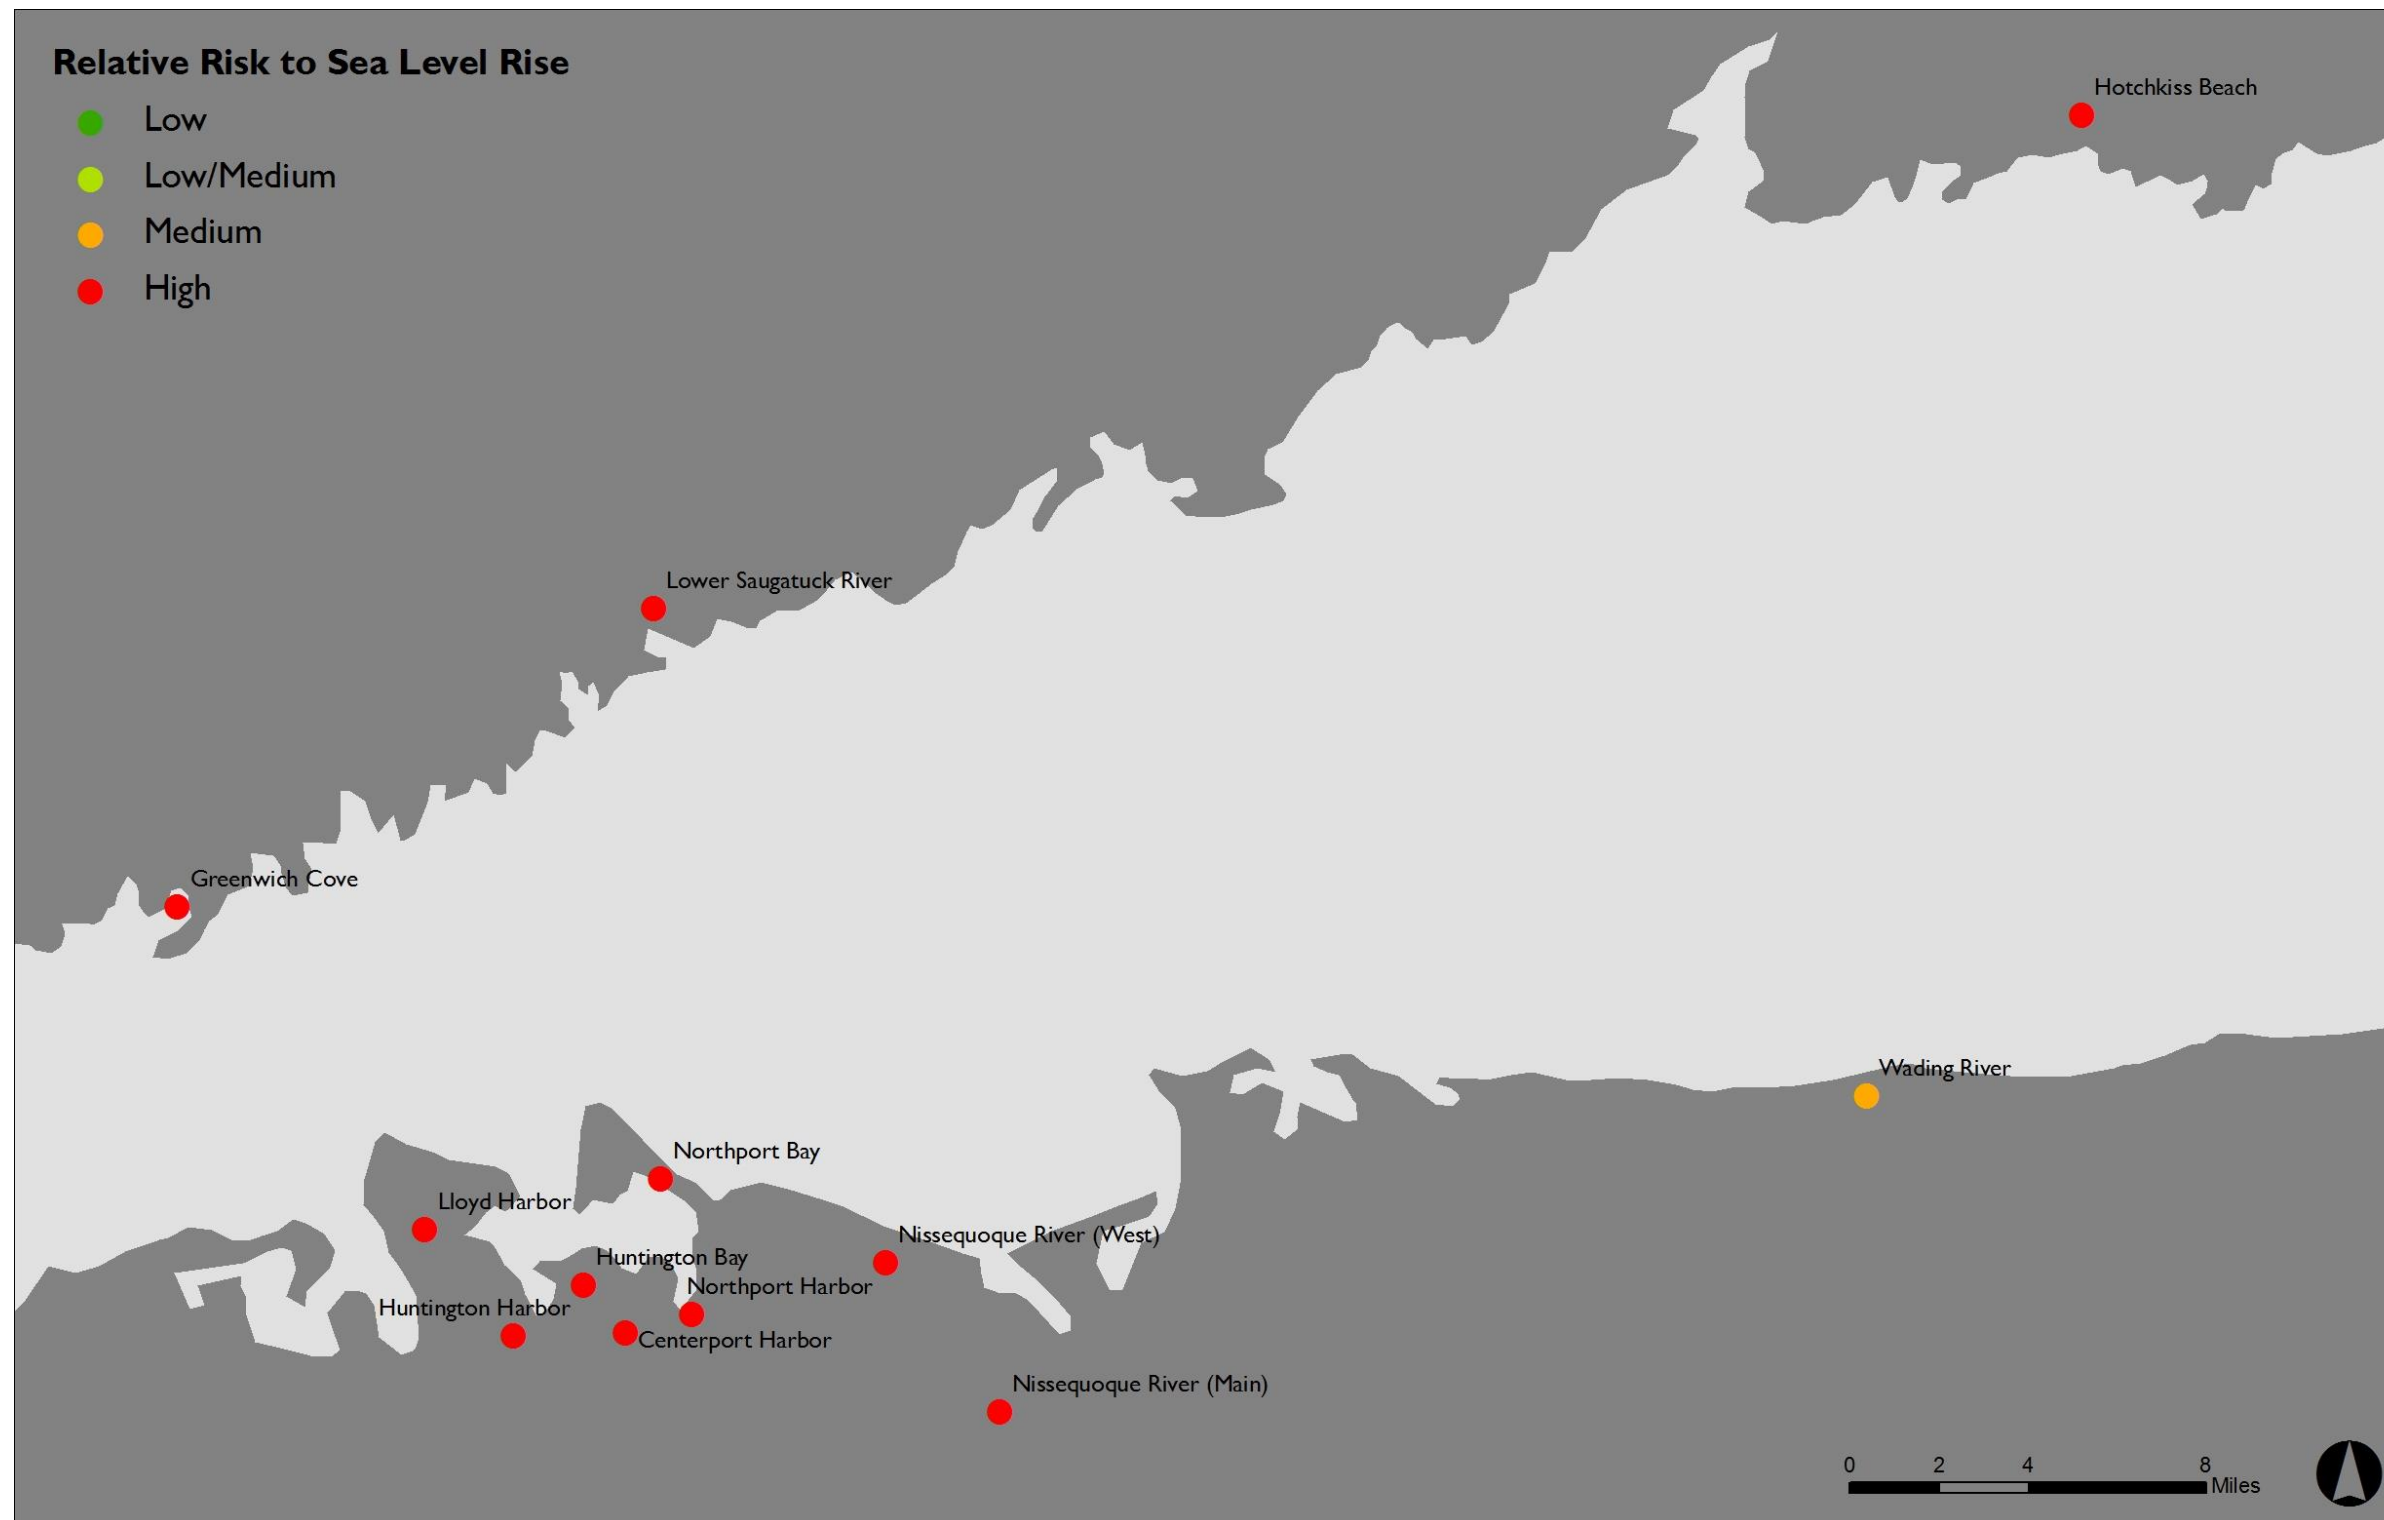 Relative Risk to Sea Level Rise
Low
Low/Medium
Medium
High
Hotchkiss Beach
Lower Saugatuck River
Greenwich Cove
Wading River
Northport Bay
Lloyd Harbor
Nissequoque River (West)
Huntington Bay
Northport Harbor
Huntington Harbor
Centerport Harbor
Nissequoque River (Main)
0 2 4 8
Miles